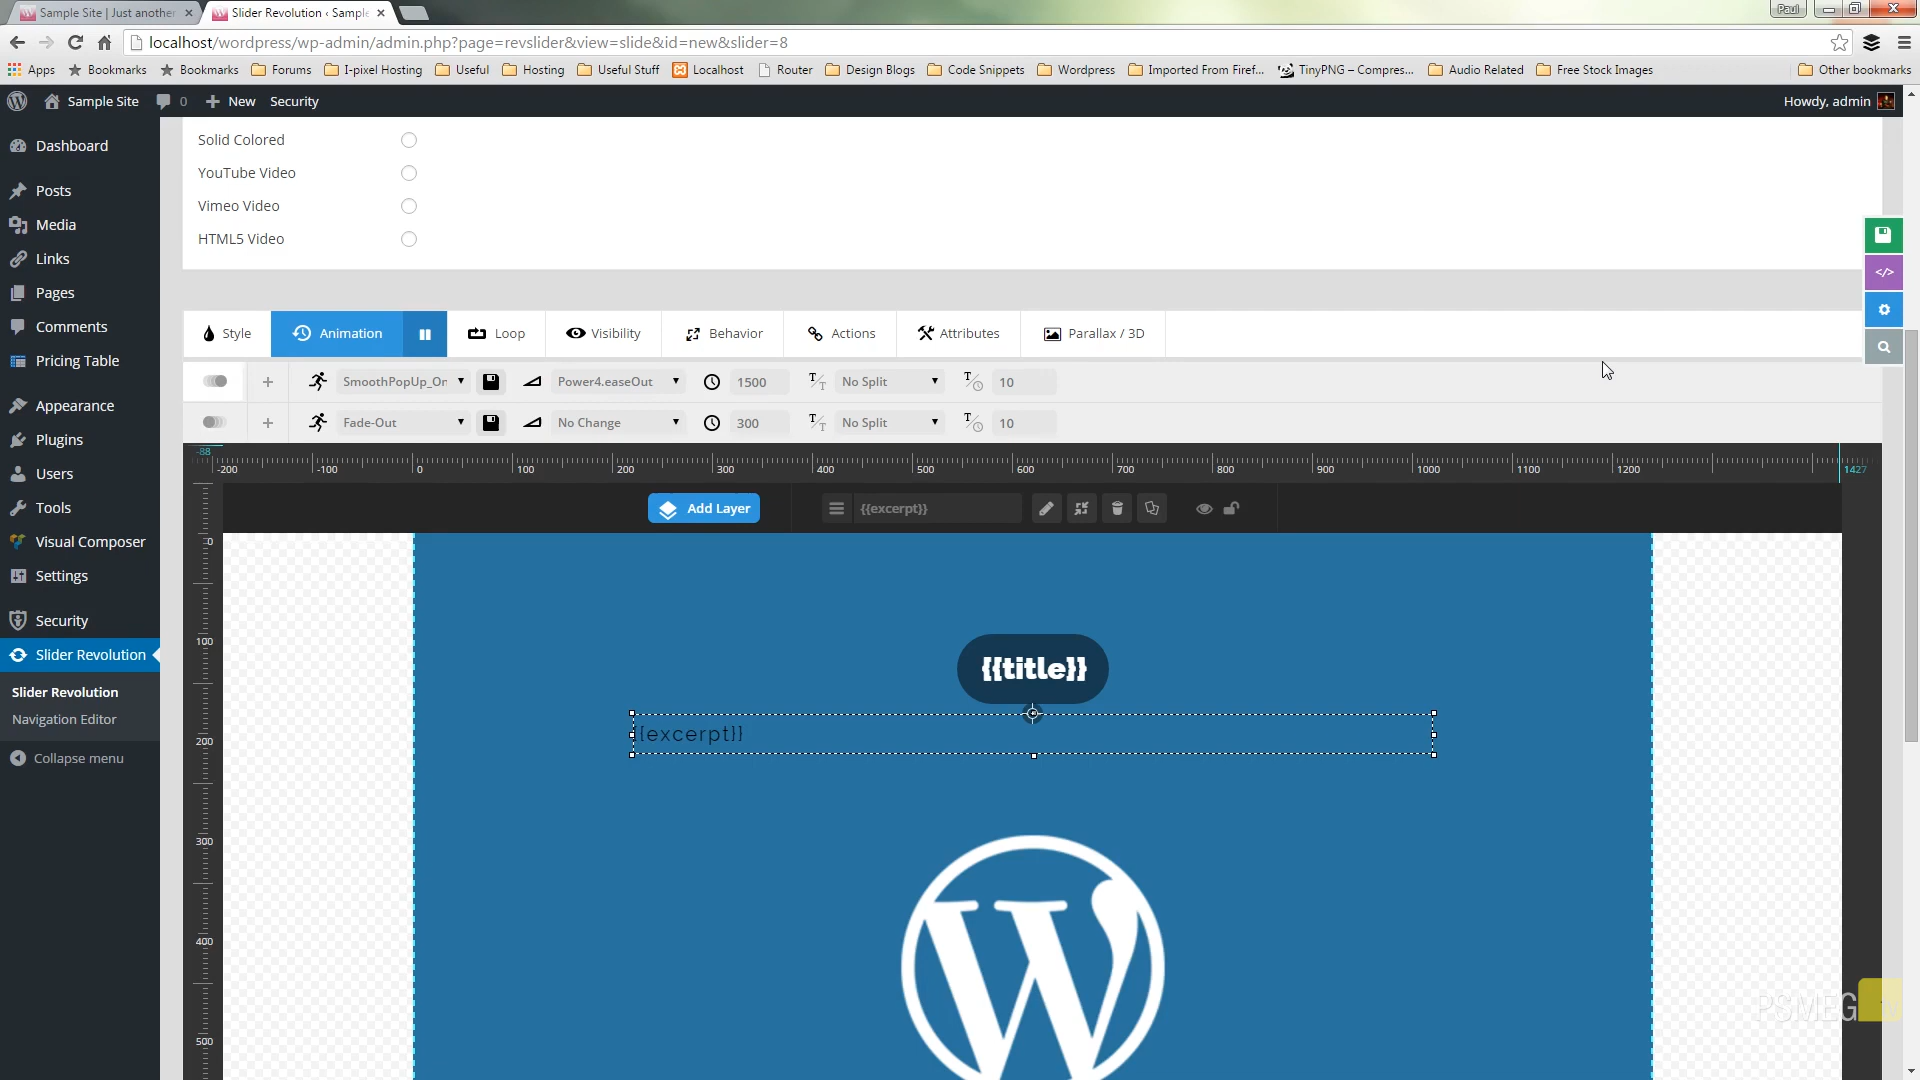 Sample Site | Just another
Slider Revolution ‹ Sample
Paul
localhost/wordpress/wp-admin/admin.php?page=revslider&view=slide&id=new&slider=8
Apps Bookmarks Bookmarks Forums I-pixel Hosting Useful Hosting Useful Stuff Localhost Router Design Blogs Code Snippets Wordpress Imported From Firef... TinyPNG – Compres... Audio Related Free Stock Images Other bookmarks
Sample Site 0 New Security Howdy, admin
Dashboard
Posts
Media
Links
Pages
Comments
Pricing Table
Appearance
Plugins
Users
Tools
Visual Composer
Settings
Security
Slider Revolution
Slider Revolution
Navigation Editor
Collapse menu
Solid Colored
YouTube Video
Vimeo Video
HTML5 Video
</>
Style Animation Loop Visibility Behavior Actions Attributes Parallax / 3D
SmoothPopUp_On Power4.easeOut 1500 No Split 10
Fade-Out No Change 300 No Split 10
-88
-200 -100 0 100 200 300 400 500 600 700 800 900 1000 1100 1200 1427
Add Layer {{excerpt}}
0
100
200
300
400
500
{{title}}
{{excerpt}}
PSMEG